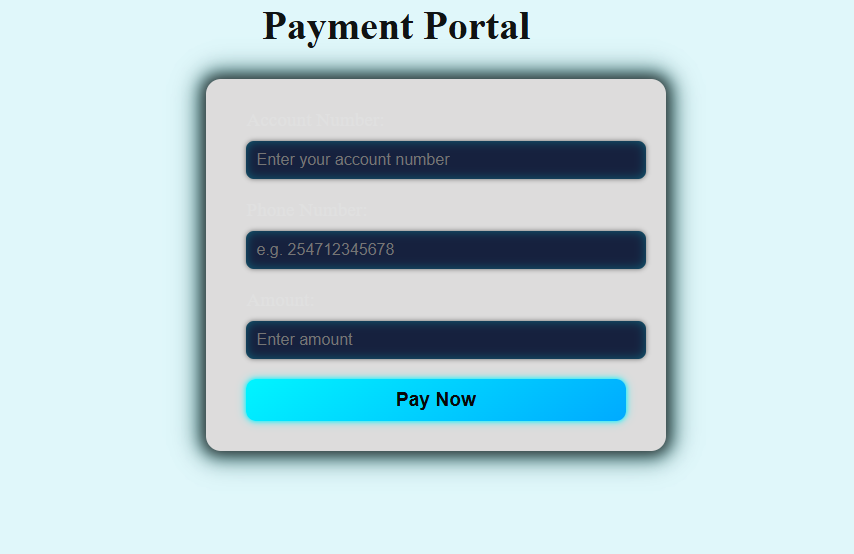 Payment Portal
Account Number:
Enter your account number
Phone Number:
e.g. 254712345678
Amount:
Enter amount
Pay Now